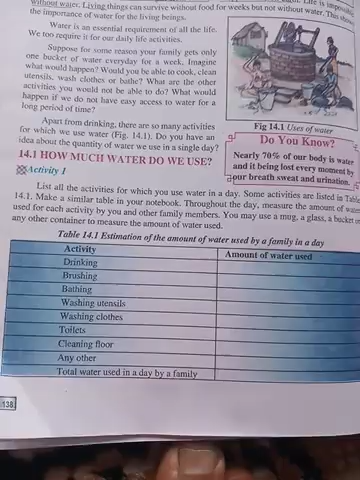 without water. Living things can survive without food for weeks but not without water. This
the importance of water for the living beings.
Water is an essential requirement of all the life.
We too require it for our daily life activities.
Suppose for some reason your family gets only
one bucket of water everyday for a week. Imagine
what would happen? Would you be able to cook, clean
utensils, wash clothes or bathe? What are the other
activities you would not be able to do? What would
happen if we do not have easy access to water for a
long period of time?
Apart from drinking, there are so many activities
for which we use water (Fig. 14.1). Do you have an
idea about the quantity of water we use in a single day?
Fig 14.1 Uses of water
Do You Know?
Nearly 70% of our body is water
and it being lost every moment by
our breath sweat and urination.
14.1 HOW MUCH WATER DO WE USE?
Activity 1
List all the activities for which you use water in a day. Some activities are listed in Table
14.1. Make a similar table in your notebook. Throughout the day, measure the amount of water
used for each activity by you and other family members. You may use a mug, a glass, a bucket or
any other container to measure the amount of water used.
Table 14.1 Estimation of the amount of water used by a family in a day
Activity Amount of water used
Drinking
Brushing
Bathing
Washing utensils
Washing clothes
Toilets
Cleaning floor
Any other
Total water used in a day by a family
138